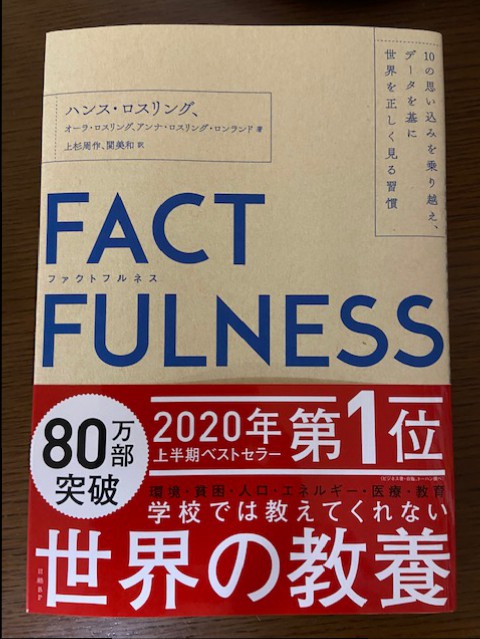 10の思い込みを乗り越え、
データを基に
世界を正しく見る習慣
ハンス・ロスリング、
オーラ・ロスリング、アンナ・ロスリング・ロンランド 著
上杉周作、関美和 訳
FACT
ファクトフルネス
FULNESS
80万部
突破
2020年
上半期ベストセラー
第1位
環境・貧困・人口・エネルギー・医療・教育
学校では教えてくれない
世界の教養
日経BP